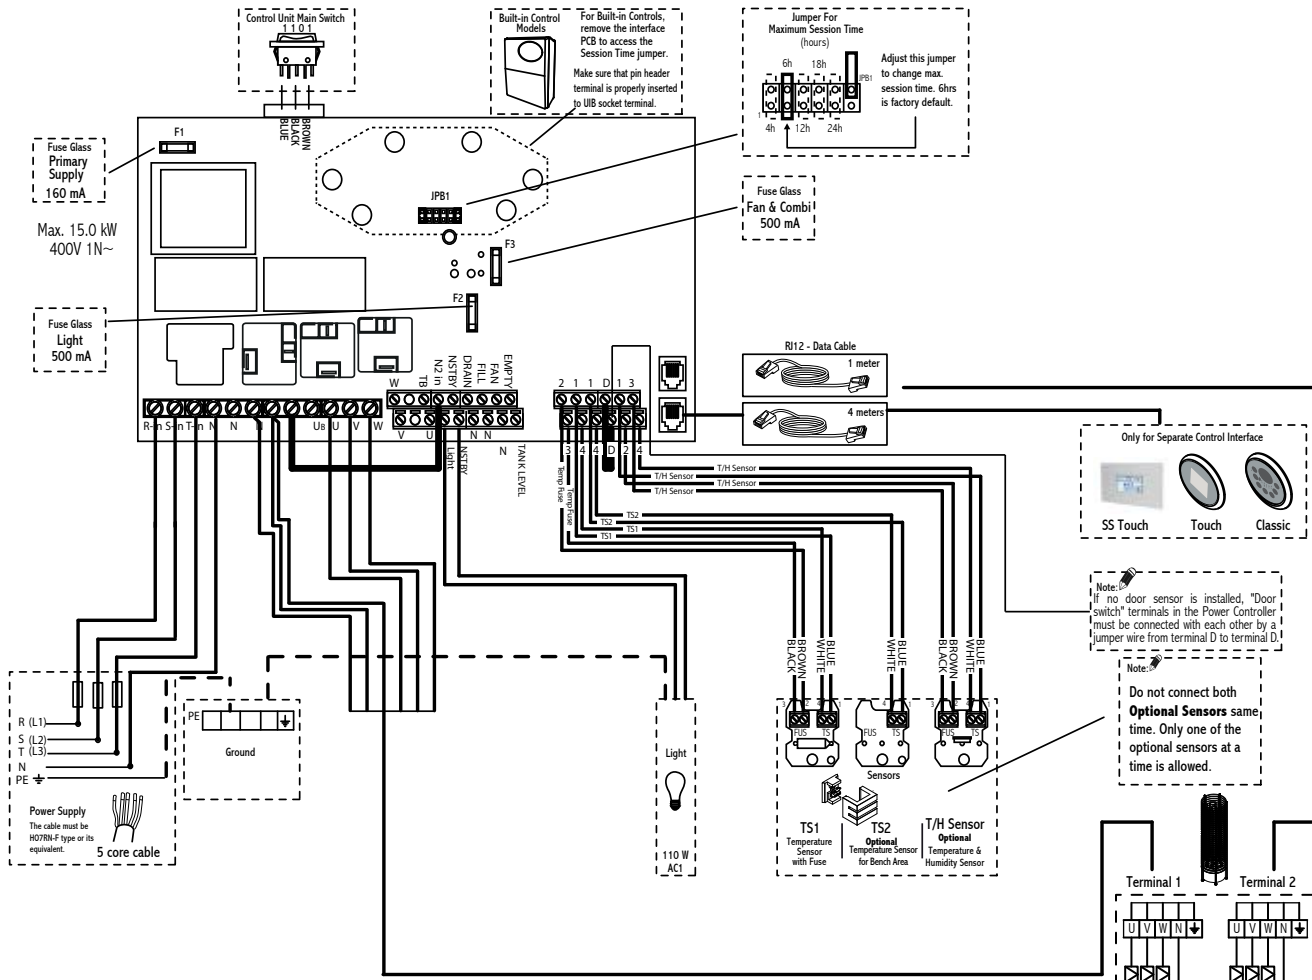 Control Unit Main Switch
1 1 0 1
BLUE
BLACK
BROWN
Built-in Control
Models
For Built-in Controls,
remove the interface
PCB to access the
Session Time jumper.
Make sure that pin header
terminal is properly inserted
to UIB socket terminal.
Jumper For
Maximum Session Time
(hours)
6h 18h
JPB1
1
4h 12h 24h
Adjust this jumper
to change max.
session time. 6hrs
is factory default.
Fuse Glass
Primary
Supply
160 mA
F1
Max. 15.0 kW
400V 1N~
JPB1
F3
F2
Fuse Glass
Fan & Combi
500 mA
Fuse Glass
Light
500 mA
W
TB
N2 in
NSTBY
DRAIN
FILL
FAN
EMPTY
2 1 1 D 1 3
R-in S-in T-in N N N UB U V W
V U
Light
NSTBY
N N
N
TANK LEVEL
3 4 4 D 2 4
Temp Fuse
Temp Fuse
RJ12 - Data Cable
1 meter
4 meters
Only for Separate Control Interface
SS Touch Touch Classic
T/H Sensor
T/H Sensor
T/H Sensor
TS2
TS2
TS1
TS1
Note:
If no door sensor is installed, "Door
switch" terminals in the Power Controller
must be connected with each other by a
jumper wire from terminal D to terminal D.
Note:
Do not connect both
Optional Sensors same
time. Only one of the
optional sensors at a
time is allowed.
BLACK
BROWN
WHITE
BLUE
WHITE
BLUE
BLACK
BROWN
WHITE
BLUE
3 2 4 1
4 1
3 2 4 1
FUS TS
FUS TS
FUS TS
Sensors
TS1
Temperature
Sensor
with Fuse
TS2
Optional
Temperature Sensor
for Bench Area
T/H Sensor
Optional
Temperature &
Humidity Sensor
R (L1)
S (L2)
T (L3)
N
PE
Power Supply
The cable must be
HO7RN-F type or its
equivalent.
5 core cable
PE
Ground
Light
110 W
AC1
Terminal 1
U V W N
Terminal 2
U V W N